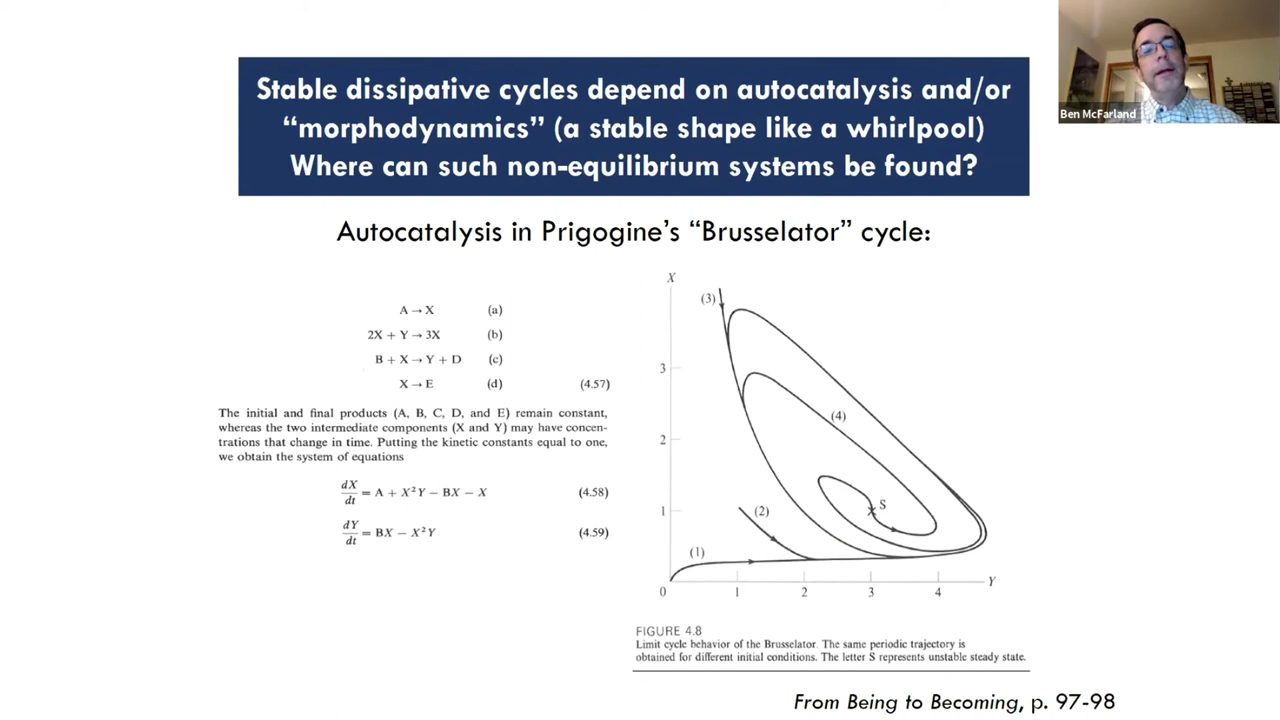 Stable dissipative cycles depend on autocatalysis and/or
“morphodynamics” (a stable shape like a whirlpool)
Where can such non-equilibrium systems be found?
Ben McFarland
Autocatalysis in Prigogine’s “Brusselator” cycle:
A → X (a)
2X + Y → 3X (b)
B + X → Y + D (c)
X → E (d) (4.57)
The initial and final products (A, B, C, D, and E) remain constant,
whereas the two intermediate components (X and Y) may have concen-
trations that change in time. Putting the kinetic constants equal to one,
we obtain the system of equations
dX/dt = A + X²Y − BX − X (4.58)
dY/dt = BX − X²Y (4.59)
X
(3)
3
(4)
2
S
1
(2)
(1)
0 1 2 3 4 Y
FIGURE 4.8
Limit cycle behavior of the Brusselator. The same periodic trajectory is
obtained for different initial conditions. The letter S represents unstable steady state.
From Being to Becoming, p. 97-98